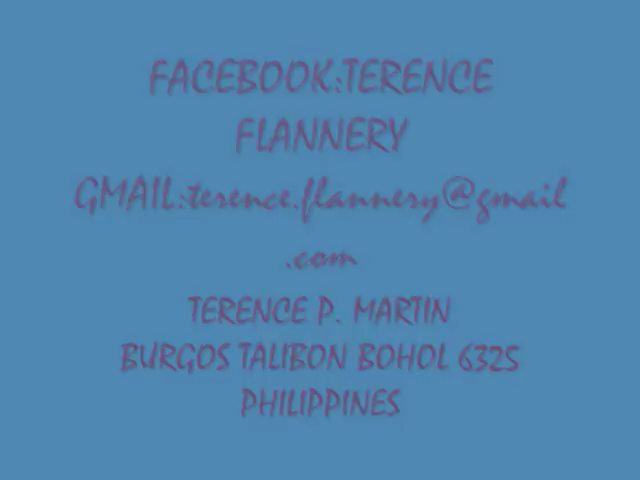 FACEBOOK:TERENCE
FLANNERY
GMAIL:terence.flannery@gmail
.com
TERENCE P. MARTIN
BURGOS TALIBON BOHOL 6325
PHILIPPINES